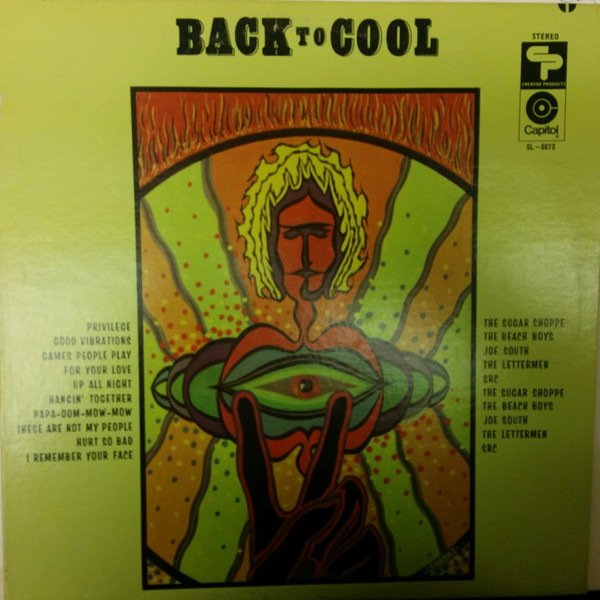 BACK TO COOL
STEREO
CP
CREATIVE PRODUCTS
Capitol
SL-6673
PRIVILEGE
GOOD VIBRATIONS
GAMES PEOPLE PLAY
FOR YOUR LOVE
UP ALL NIGHT
HANGIN' TOGETHER
PAPA-OOM-MOW-MOW
THESE ARE NOT MY PEOPLE
HURT SO BAD
I REMEMBER YOUR FACE
THE SUGAR SHOPPE
THE BEACH BOYS
JOE SOUTH
THE LETTERMEN
SRC
THE SUGAR SHOPPE
THE BEACH BOYS
JOE SOUTH
THE LETTERMEN
SRC